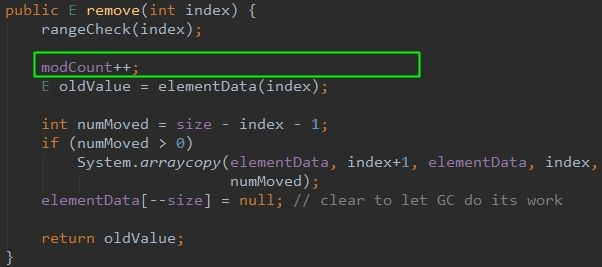 public E remove(int index) {
    rangeCheck(index);

    modCount++;
    E oldValue = elementData(index);

    int numMoved = size - index - 1;
    if (numMoved > 0)
        System.arraycopy(elementData, index+1, elementData, index,
                         numMoved);
    elementData[--size] = null; // clear to let GC do its work

    return oldValue;
}